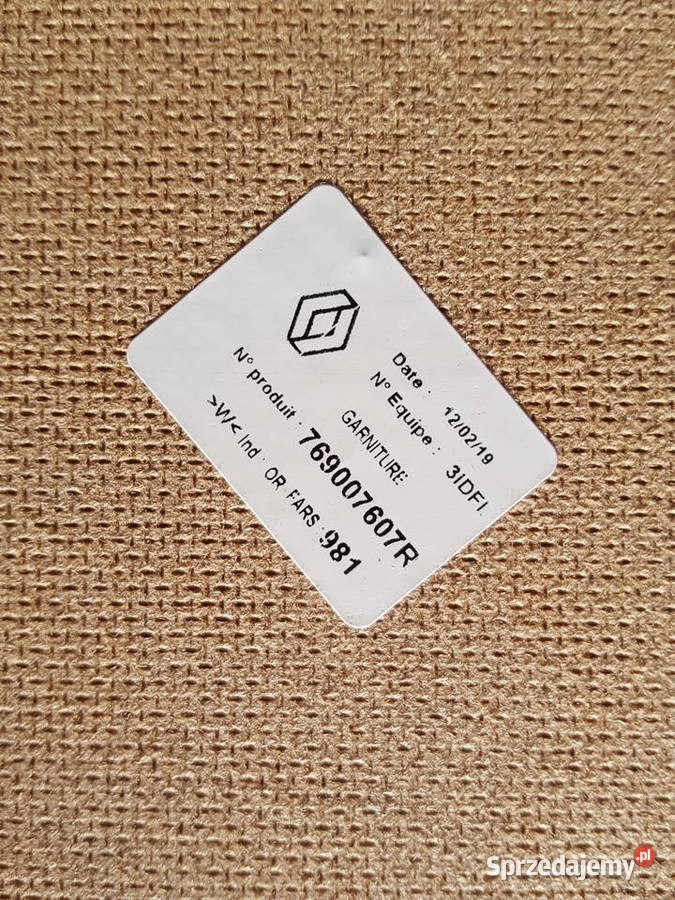 Date : 12/02/19
N° Equipe : 3IDFI
GARNITURE
N° produit : 769007607R
>W< Ind : OR FARS : 981
Sprzedajemy.pl